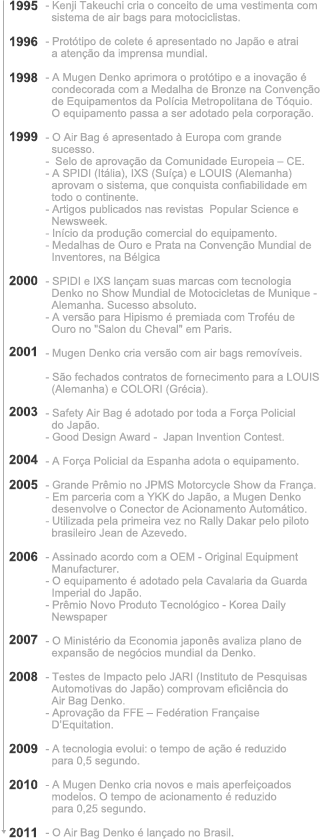 1995 - Kenji Takeuchi cria o conceito de uma vestimenta com
sistema de air bags para motociclistas.
1996 - Protótipo de colete é apresentado no Japão e atrai
a atenção da imprensa mundial.
1998 - A Mugen Denko aprimora o protótipo e a inovação é
condecorada com a Medalha de Bronze na Convenção
de Equipamentos da Polícia Metropolitana de Tóquio.
O equipamento passa a ser adotado pela corporação.
1999 - O Air Bag é apresentado à Europa com grande
sucesso.
- Selo de aprovação da Comunidade Europeia – CE.
- A SPIDI (Itália), IXS (Suíça) e LOUIS (Alemanha)
aprovam o sistema, que conquista confiabilidade em
todo o continente.
- Artigos publicados nas revistas Popular Science e
Newsweek.
- Início da produção comercial do equipamento.
- Medalhas de Ouro e Prata na Convenção Mundial de
Inventores, na Bélgica
2000 - SPIDI e IXS lançam suas marcas com tecnologia
Denko no Show Mundial de Motocicletas de Munique -
Alemanha. Sucesso absoluto.
- A versão para Hipismo é premiada com Troféu de
Ouro no "Salon du Cheval" em Paris.
2001 - Mugen Denko cria versão com air bags removíveis.
- São fechados contratos de fornecimento para a LOUIS
(Alemanha) e COLORI (Grécia).
2003 - Safety Air Bag é adotado por toda a Força Policial
do Japão.
- Good Design Award - Japan Invention Contest.
2004 - A Força Policial da Espanha adota o equipamento.
2005 - Grande Prêmio no JPMS Motorcycle Show da França.
- Em parceria com a YKK do Japão, a Mugen Denko
desenvolve o Conector de Acionamento Automático.
- Utilizada pela primeira vez no Rally Dakar pelo piloto
brasileiro Jean de Azevedo.
2006 - Assinado acordo com a OEM - Original Equipment
Manufacturer.
- O equipamento é adotado pela Cavalaria da Guarda
Imperial do Japão.
- Prêmio Novo Produto Tecnológico - Korea Daily
Newspaper
2007 - O Ministério da Economia japonês avaliza plano de
expansão de negócios mundial da Denko.
2008 - Testes de Impacto pelo JARI (Instituto de Pesquisas
Automotivas do Japão) comprovam eficiência do
Air Bag Denko.
- Aprovação da FFE – Fedération Française
D'Equitation.
2009 - A tecnologia evolui: o tempo de ação é reduzido
para 0,5 segundo.
2010 - A Mugen Denko cria novos e mais aperfeiçoados
modelos. O tempo de acionamento é reduzido
para 0,25 segundo.
2011 - O Air Bag Denko é lançado no Brasil.